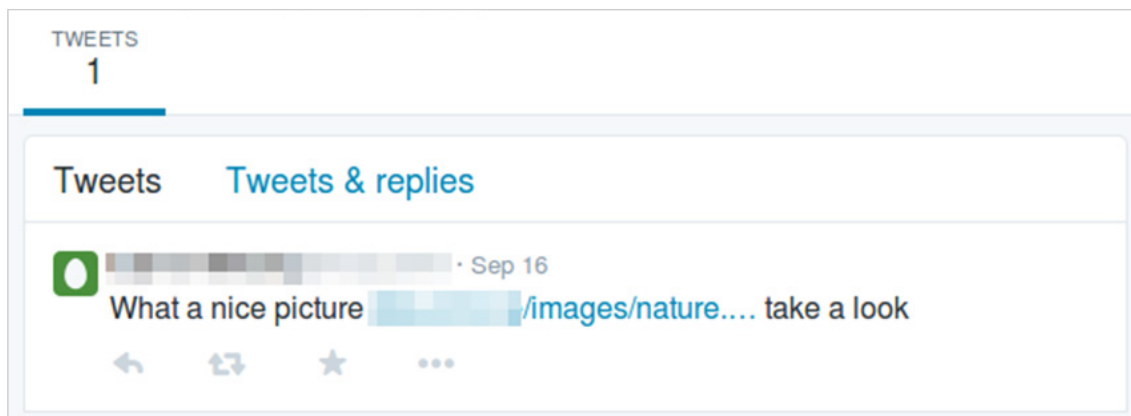 TWEETS
1
Tweets Tweets & replies
· Sep 16
What a nice picture /images/nature.… take a look